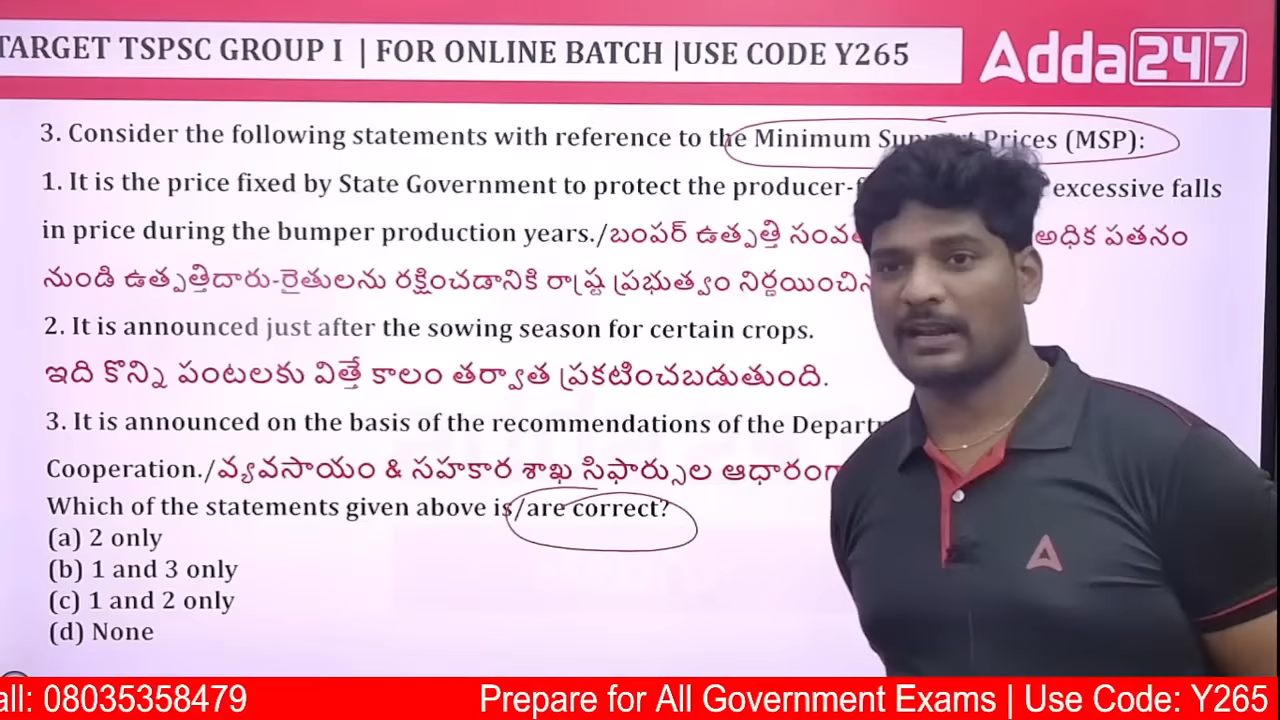 TARGET TSPSC GROUP I | FOR ONLINE BATCH |USE CODE Y265
Adda247
3. Consider the following statements with reference to the Minimum Support Prices (MSP):
1. It is the price fixed by State Government to protect the producer- excessive falls
in price during the bumper production years./బంపర్ ఉత్పత్తి అధిక పతనం
నుండి ఉత్పత్తిదారు-రైతులను రక్షించడానికి రాష్ట్ర ప్రభుత్వం
2. It is announced just after the sowing season for certain crops.
ఇది కొన్ని పంటలకు విత్తే కాలం తర్వాత ప్రకటించబడుతుంది.
3. It is announced on the basis of the recommendations of the
Cooperation./వ్యవసాయం & సహకార శాఖ సిఫార్సుల
Which of the statements given above is/are correct?
(a) 2 only
(b) 1 and 3 only
(c) 1 and 2 only
(d) None
all: 08035358479 Prepare for All Government Exams | Use Code: Y265